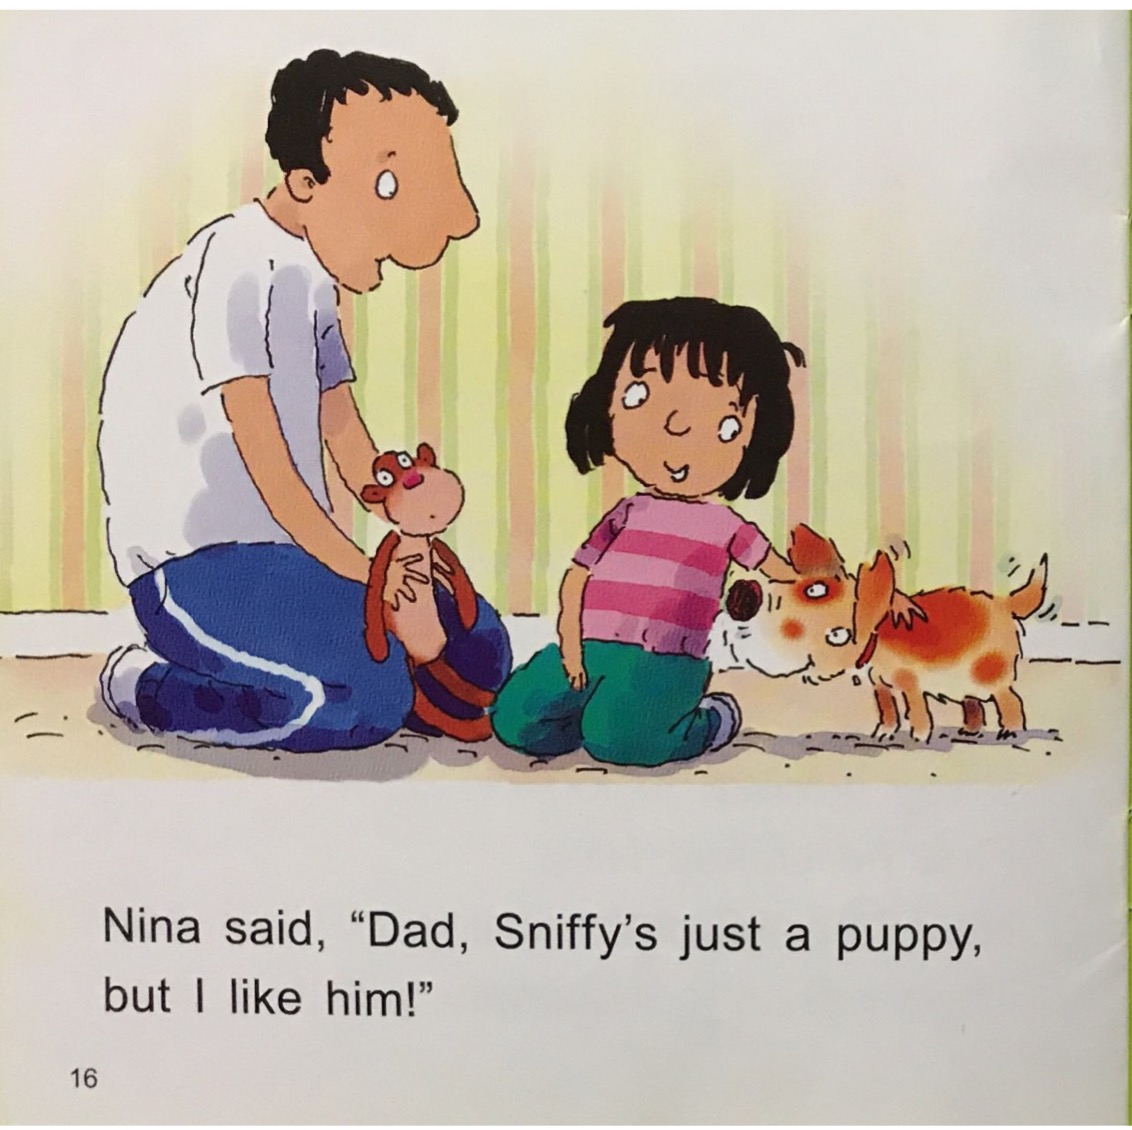 Nina said, “Dad, Sniffy’s just a puppy,
but I like him!”
16